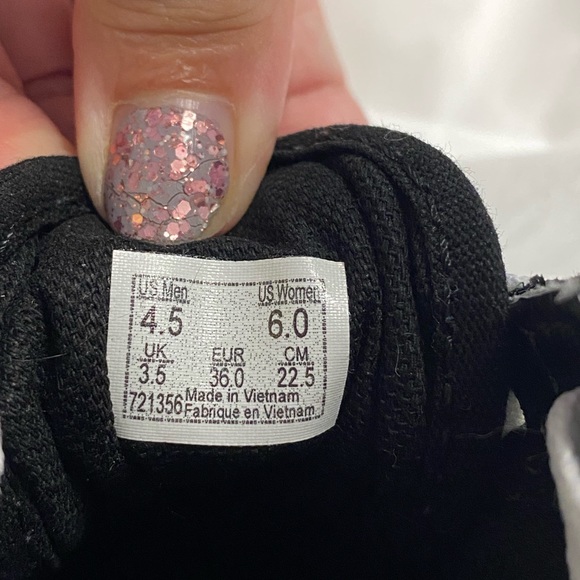 US Men US Women
4.5 6.0
UK EUR CM
3.5 36.0 22.5
721356 Made in Vietnam
Fabriqué en Vietnam